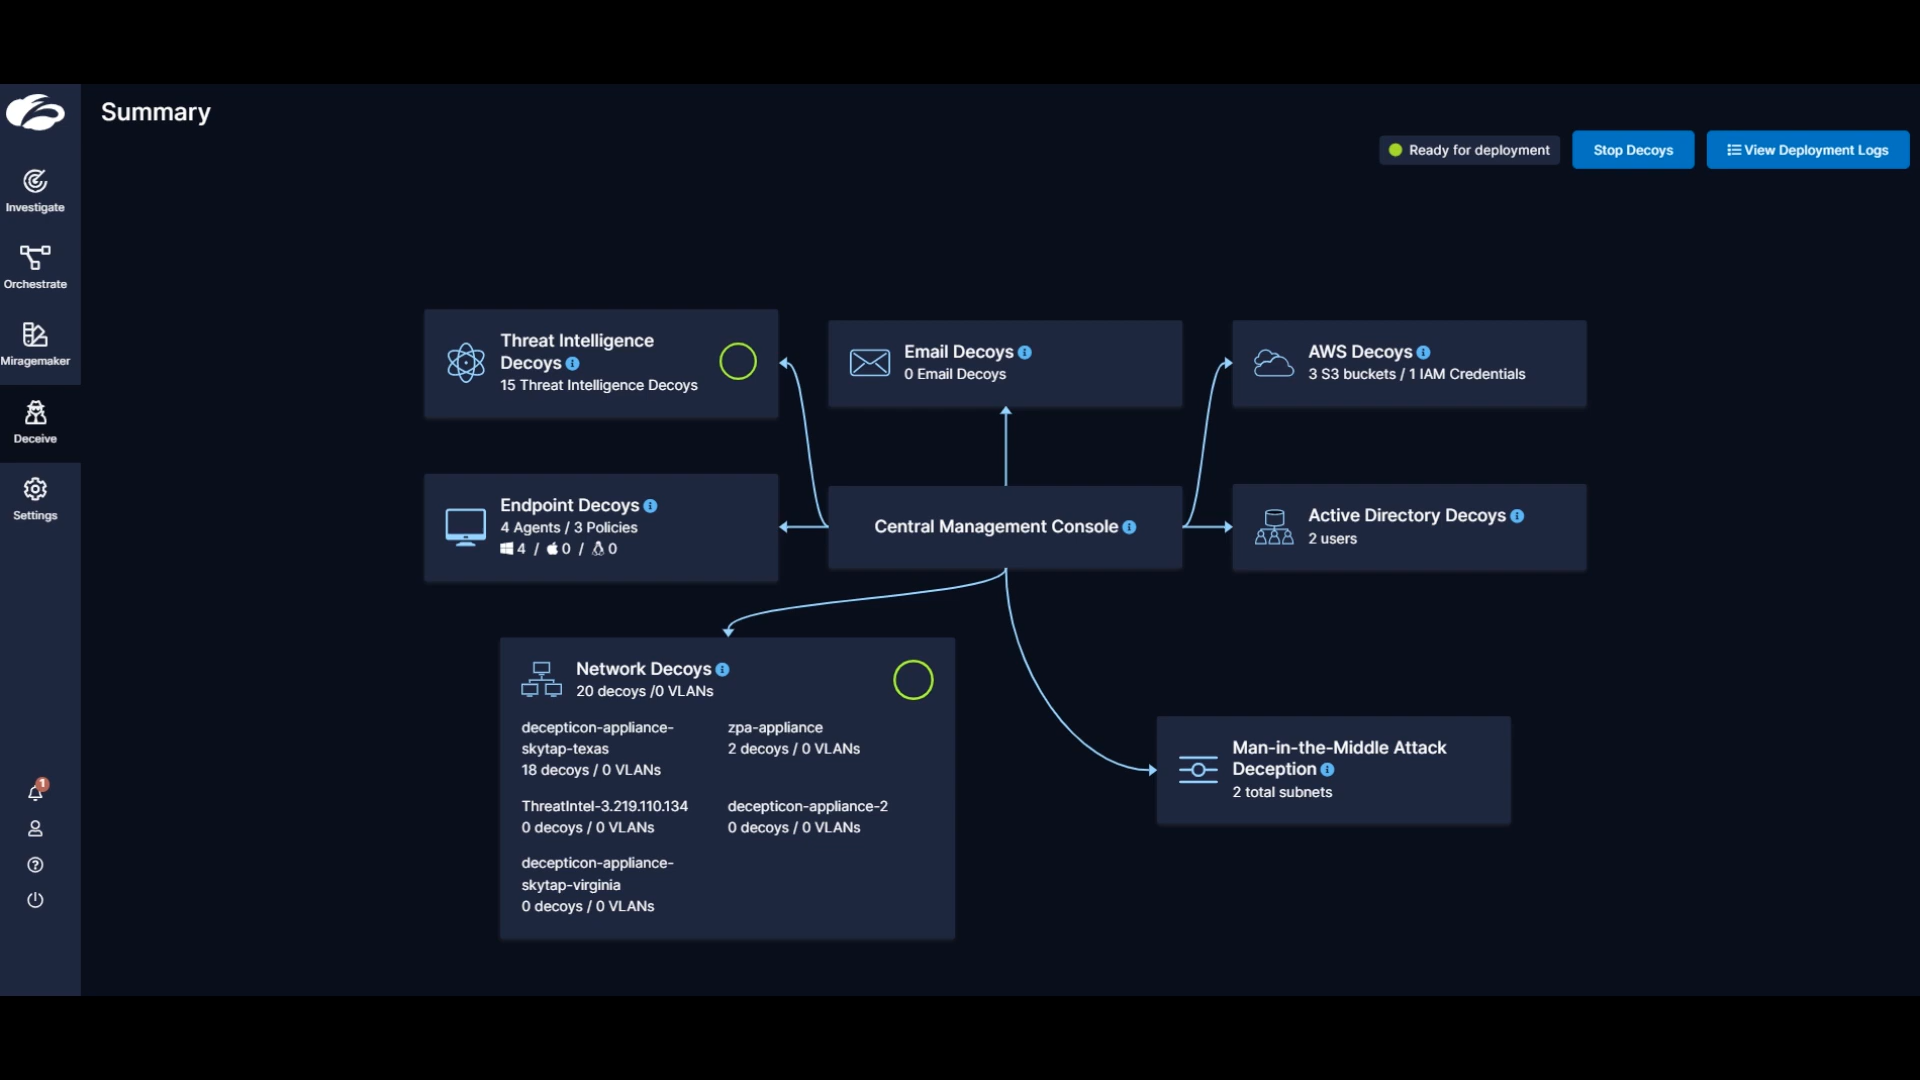 Summary
Ready for deployment
Stop Decoys
View Deployment Logs
Investigate
Orchestrate
Miragemaker
Deceive
Settings
1
Threat Intelligence
Decoys
15 Threat Intelligence Decoys
Email Decoys
0 Email Decoys
AWS Decoys
3 S3 buckets / 1 IAM Credentials
Endpoint Decoys
4 Agents / 3 Policies
4 / 0 / 0
Central Management Console
Active Directory Decoys
2 users
Network Decoys
20 decoys /0 VLANs
decepticon-appliance-
skytap-texas
18 decoys / 0 VLANs
zpa-appliance
2 decoys / 0 VLANs
ThreatIntel-3.219.110.134
0 decoys / 0 VLANs
decepticon-appliance-2
0 decoys / 0 VLANs
decepticon-appliance-
skytap-virginia
0 decoys / 0 VLANs
Man-in-the-Middle Attack
Deception
2 total subnets